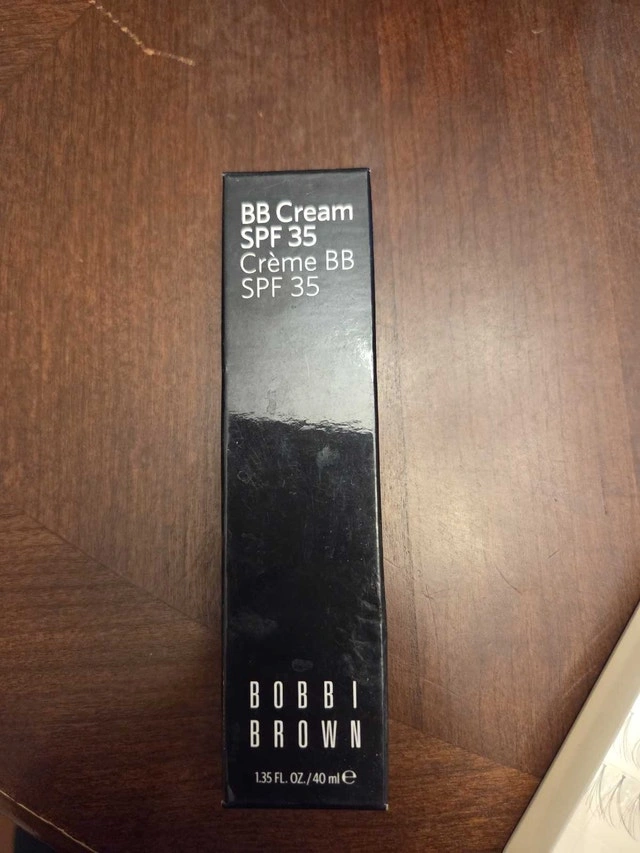 BB Cream
SPF 35
Crème BB
SPF 35
BOBBI
BROWN
1.35 FL. OZ./40 ml ℮